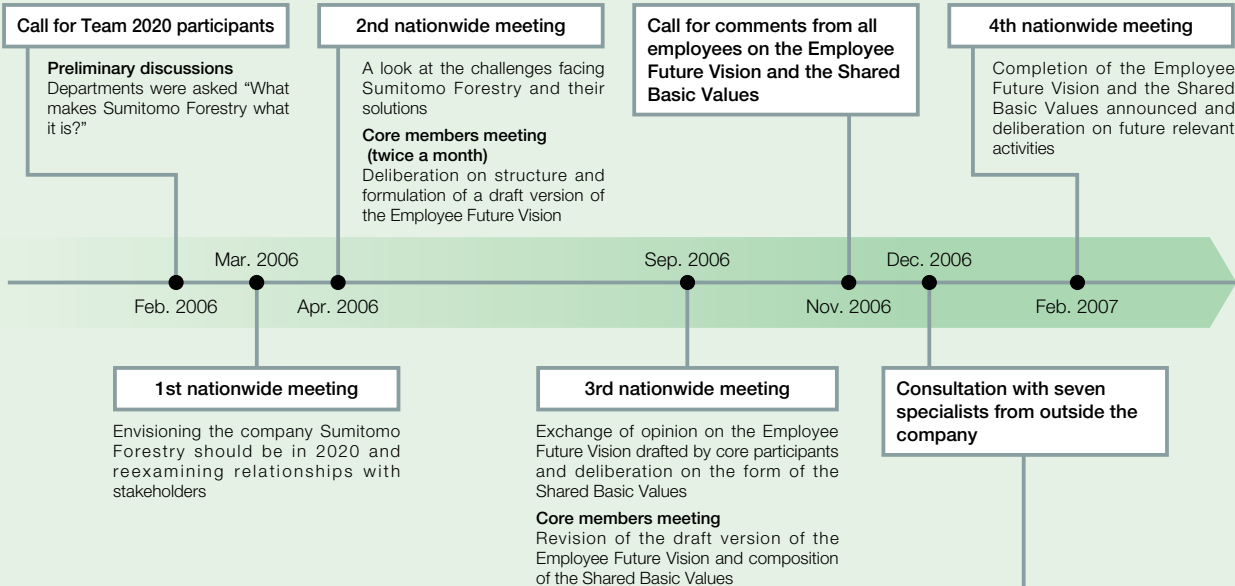 Call for Team 2020 participants
Preliminary discussions
Departments were asked “What
makes Sumitomo Forestry what
it is?”
2nd nationwide meeting
A look at the challenges facing
Sumitomo Forestry and their
solutions
Core members meeting
(twice a month)
Deliberation on structure and
formulation of a draft version of
the Employee Future Vision
Call for comments from all
employees on the Employee
Future Vision and the Shared
Basic Values
4th nationwide meeting
Completion of the Employee
Future Vision and the Shared
Basic Values announced and
deliberation on future relevant
activities
Mar. 2006
Sep. 2006
Dec. 2006
Feb. 2006
Apr. 2006
Nov. 2006
Feb. 2007
1st nationwide meeting
Envisioning the company Sumitomo
Forestry should be in 2020 and
reexamining relationships with
stakeholders
3rd nationwide meeting
Exchange of opinion on the Employee
Future Vision drafted by core participants
and deliberation on the form of the
Shared Basic Values
Core members meeting
Revision of the draft version of the
Employee Future Vision and composition
of the Shared Basic Values
Consultation with seven
specialists from outside the
company